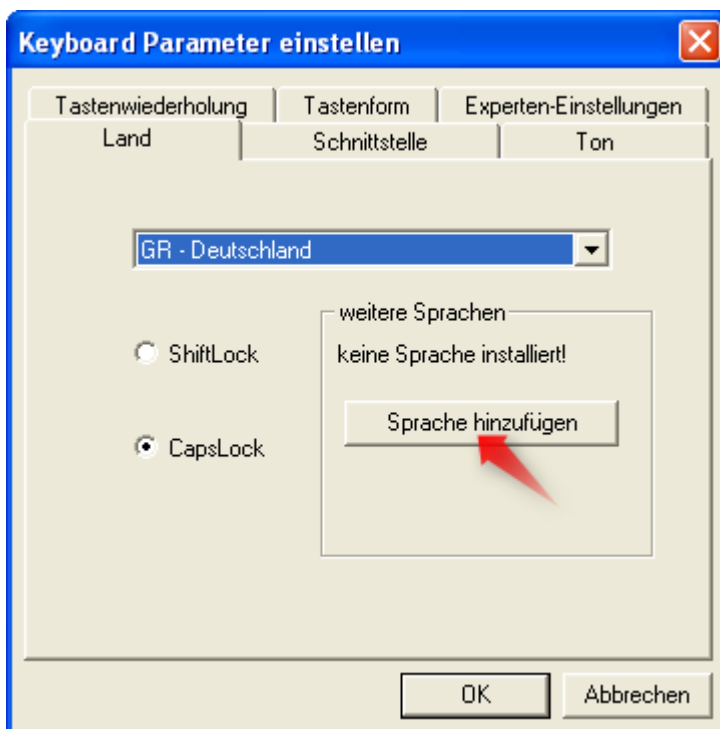 Keyboard Parameter einstellen
Tastenwiederholung Tastenform Experten-Einstellungen
Land Schnittstelle Ton
GR - Deutschland
weitere Sprachen
ShiftLock keine Sprache installiert!
Sprache hinzufügen
CapsLock
OK Abbrechen